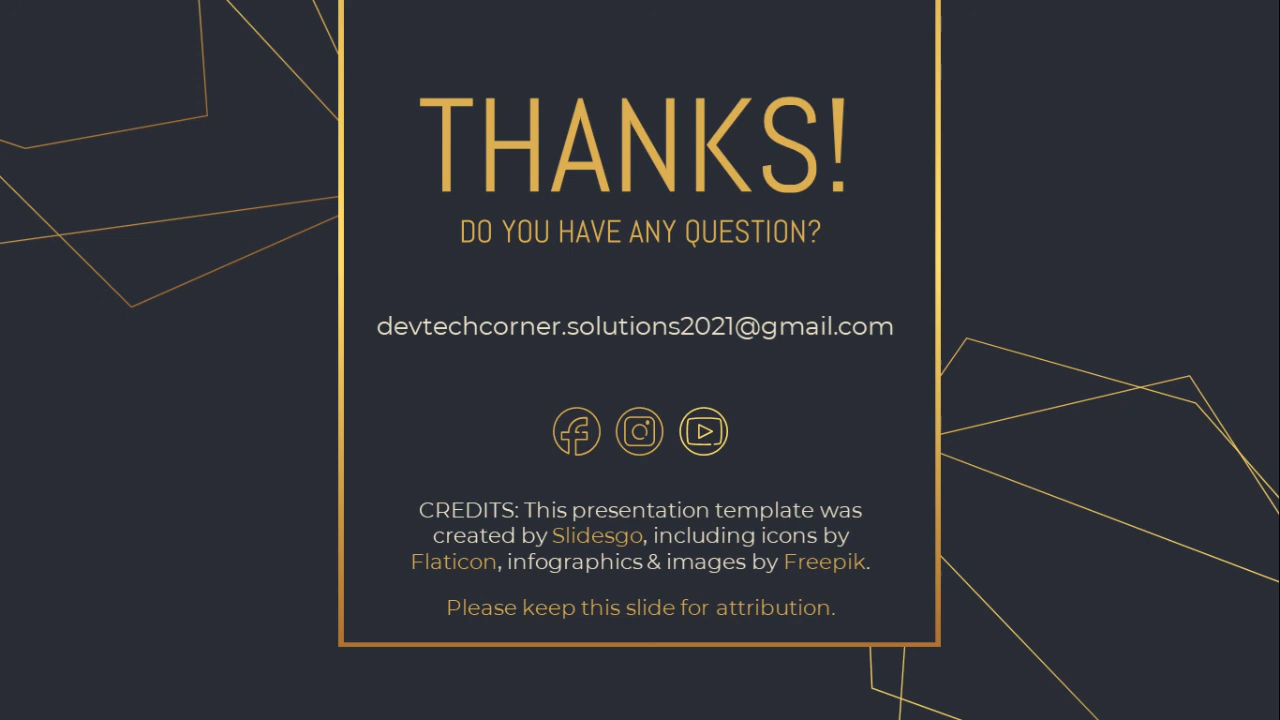 THANKS!
DO YOU HAVE ANY QUESTION?
devtechcorner.solutions2021@gmail.com
CREDITS: This presentation template was
created by Slidesgo, including icons by
Flaticon, infographics & images by Freepik.
Please keep this slide for attribution.